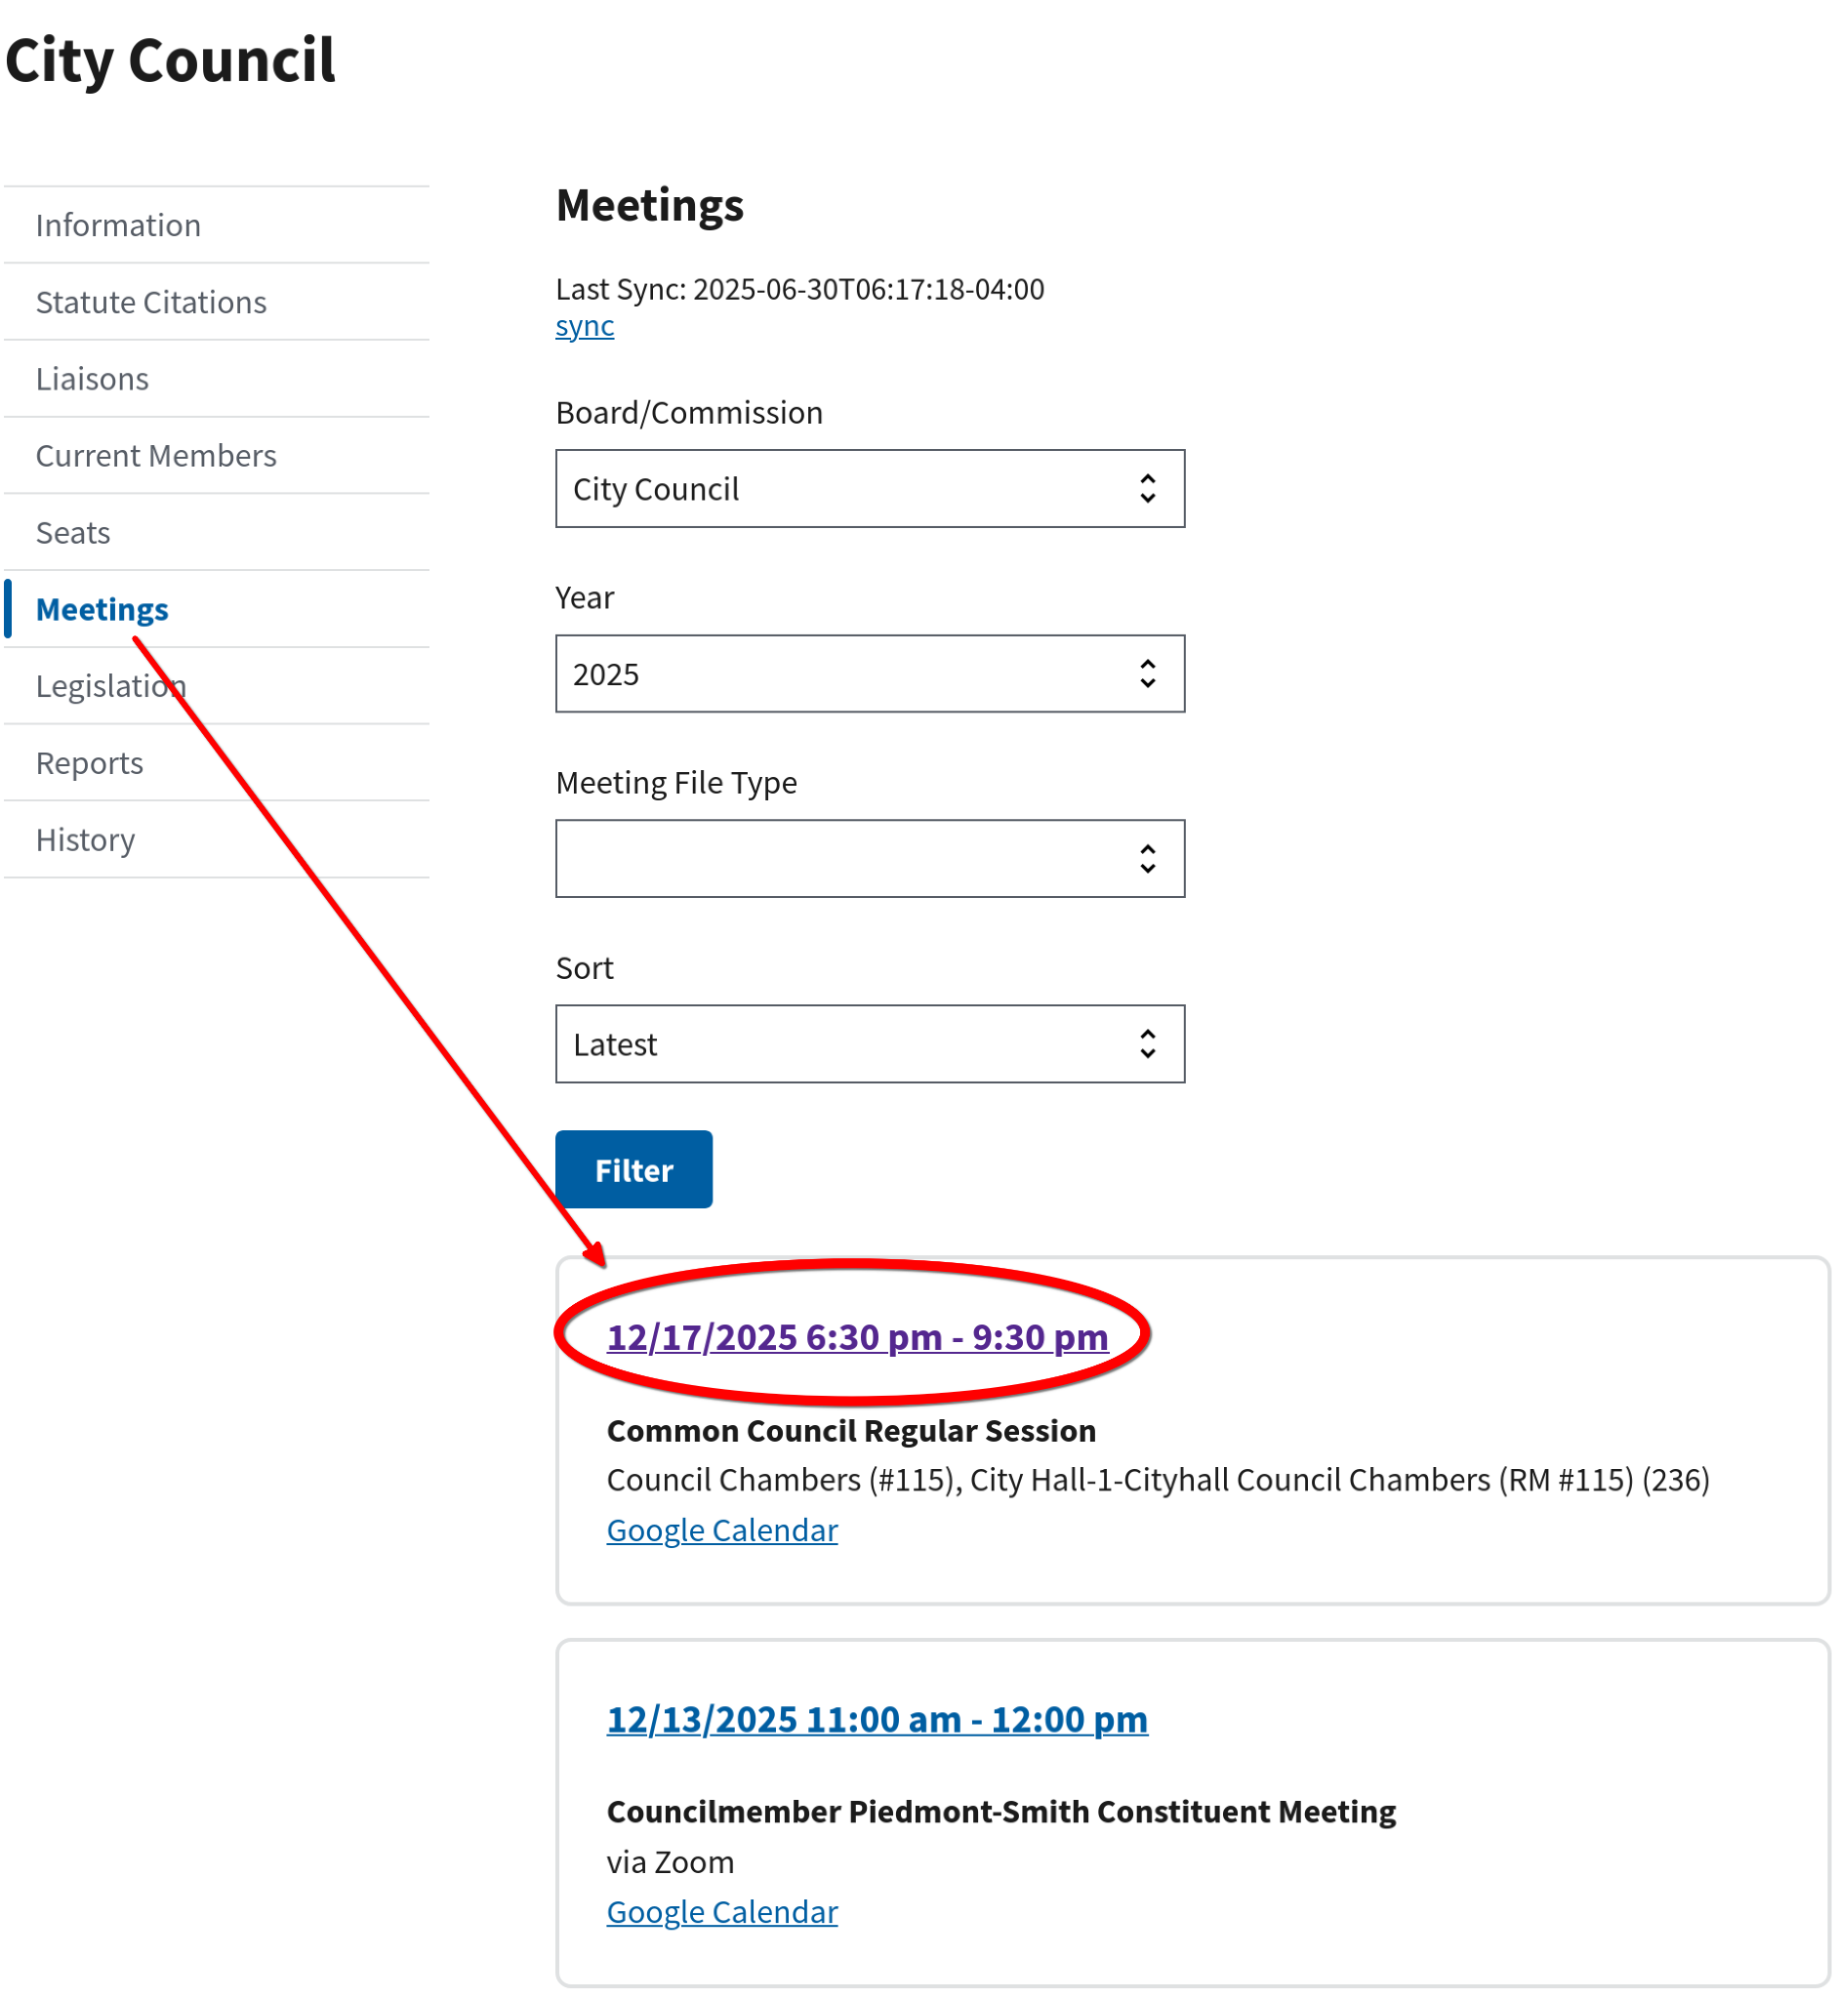 City Council
Information
Statute Citations
Liaisons
Current Members
Seats
Meetings
Legislation
Reports
History
Meetings
Last Sync: 2025-06-30T06:17:18-04:00
sync
Board/Commission
City Council
Year
2025
Meeting File Type
Sort
Latest
Filter
12/17/2025 6:30 pm - 9:30 pm
Common Council Regular Session
Council Chambers (#115), City Hall-1-Cityhall Council Chambers (RM #115) (236)
Google Calendar
12/13/2025 11:00 am - 12:00 pm
Councilmember Piedmont-Smith Constituent Meeting
via Zoom
Google Calendar